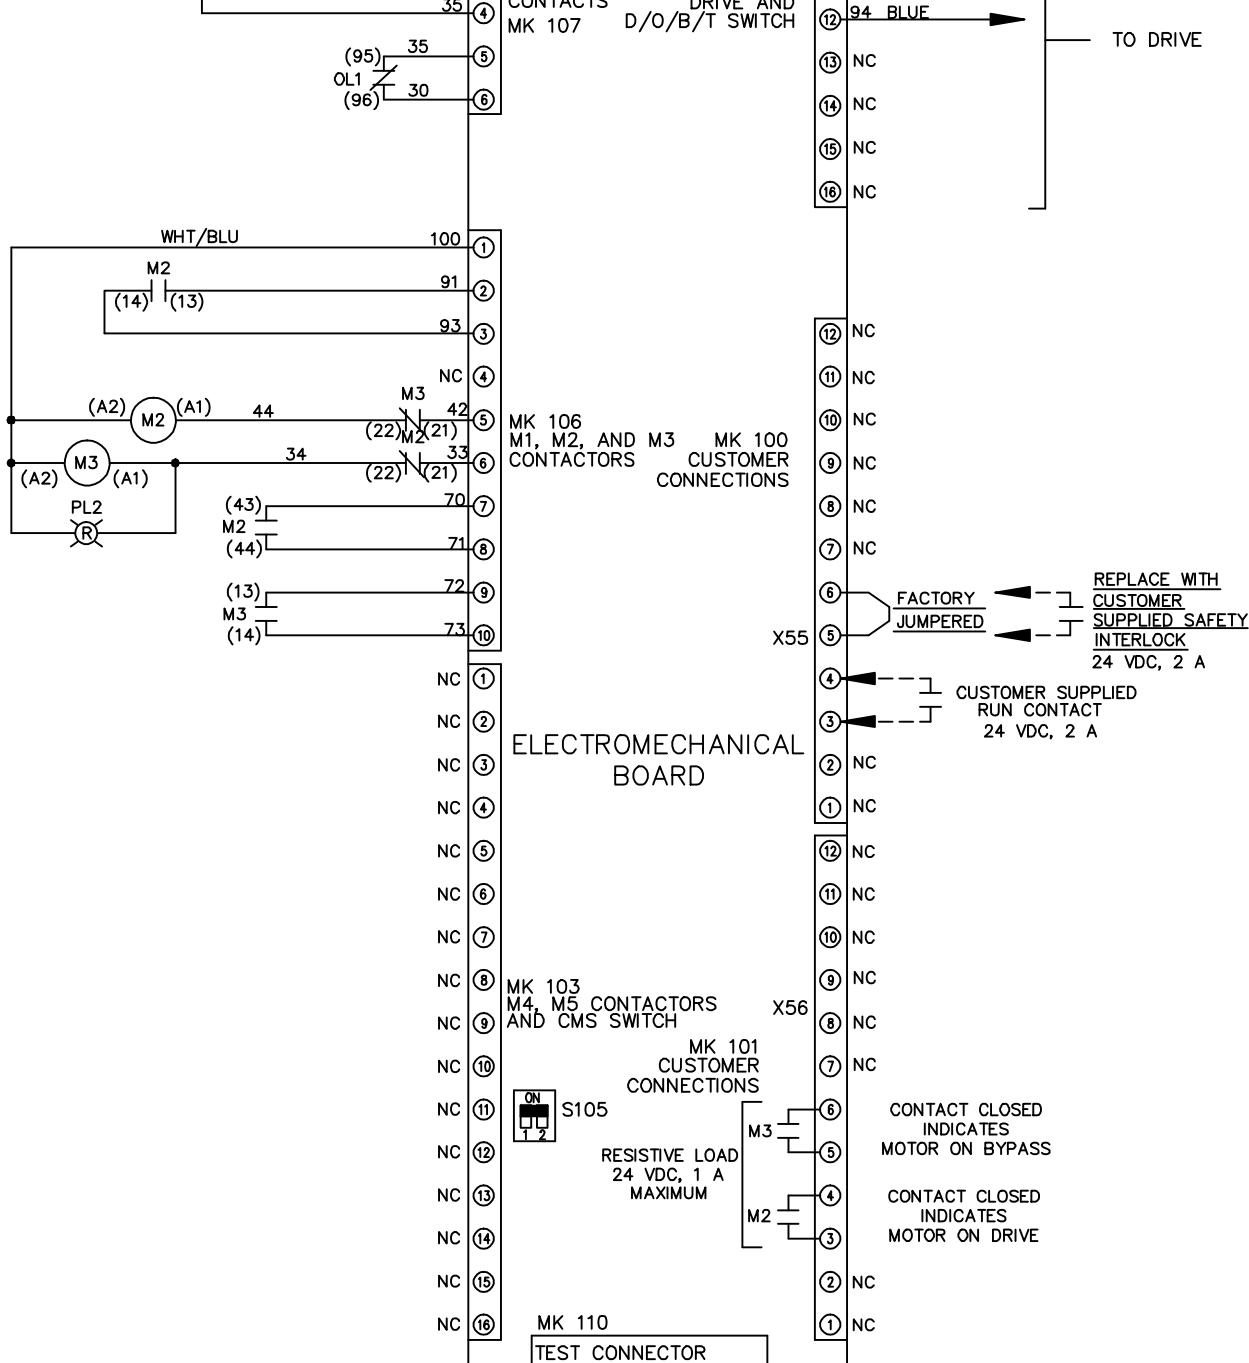 35 4 CONTACTS
MK 107
DRIVE AND
D/O/B/T SWITCH
12 94 BLUE
TO DRIVE
13 NC
14 NC
15 NC
16 NC
(95) 35 5
OL1
(96) 30 6
WHT/BLU 100 1
M2
(14) (13) 91 2
93 3
NC 4
M3
(A2) M2 (A1) 44 (22) (21) 42 5
M2
(A2) M3 (A1) 34 (22) (21) 33 6
PL2
R
(43) 70 7
M2
(44) 71 8
(13) 72 9
M3
(14) 73 10
MK 106
M1, M2, AND M3
CONTACTORS
MK 100
CUSTOMER
CONNECTIONS
12 NC
11 NC
10 NC
9 NC
8 NC
7 NC
6
5
X55
FACTORY
JUMPERED
REPLACE WITH
CUSTOMER
SUPPLIED SAFETY
INTERLOCK
24 VDC, 2 A
4
3
CUSTOMER SUPPLIED
RUN CONTACT
24 VDC, 2 A
2 NC
1 NC
ELECTROMECHANICAL
BOARD
NC 1
NC 2
NC 3
NC 4
NC 5
NC 6
NC 7
NC 8
NC 9
NC 10
NC 11
NC 12
NC 13
NC 14
NC 15
NC 16
MK 103
M4, M5 CONTACTORS
AND CMS SWITCH
ON
1 2
S105
12 NC
11 NC
10 NC
9 NC
X56
8 NC
7 NC
MK 101
CUSTOMER
CONNECTIONS
RESISTIVE LOAD
24 VDC, 1 A
MAXIMUM
6
M3
5
CONTACT CLOSED
INDICATES
MOTOR ON BYPASS
4
M2
3
CONTACT CLOSED
INDICATES
MOTOR ON DRIVE
2 NC
1 NC
MK 110
TEST CONNECTOR